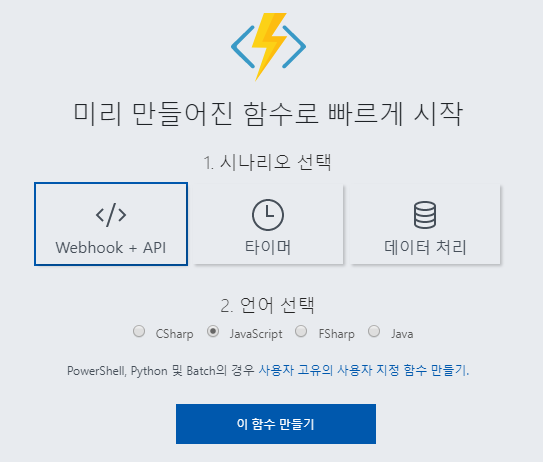 미리 만들어진 함수로 빠르게 시작
1. 시나리오 선택
Webhook + API 타이머 데이터 처리
2. 언어 선택
CSharp JavaScript FSharp Java
PowerShell, Python 및 Batch의 경우 사용자 고유의 사용자 지정 함수 만들기.
이 함수 만들기